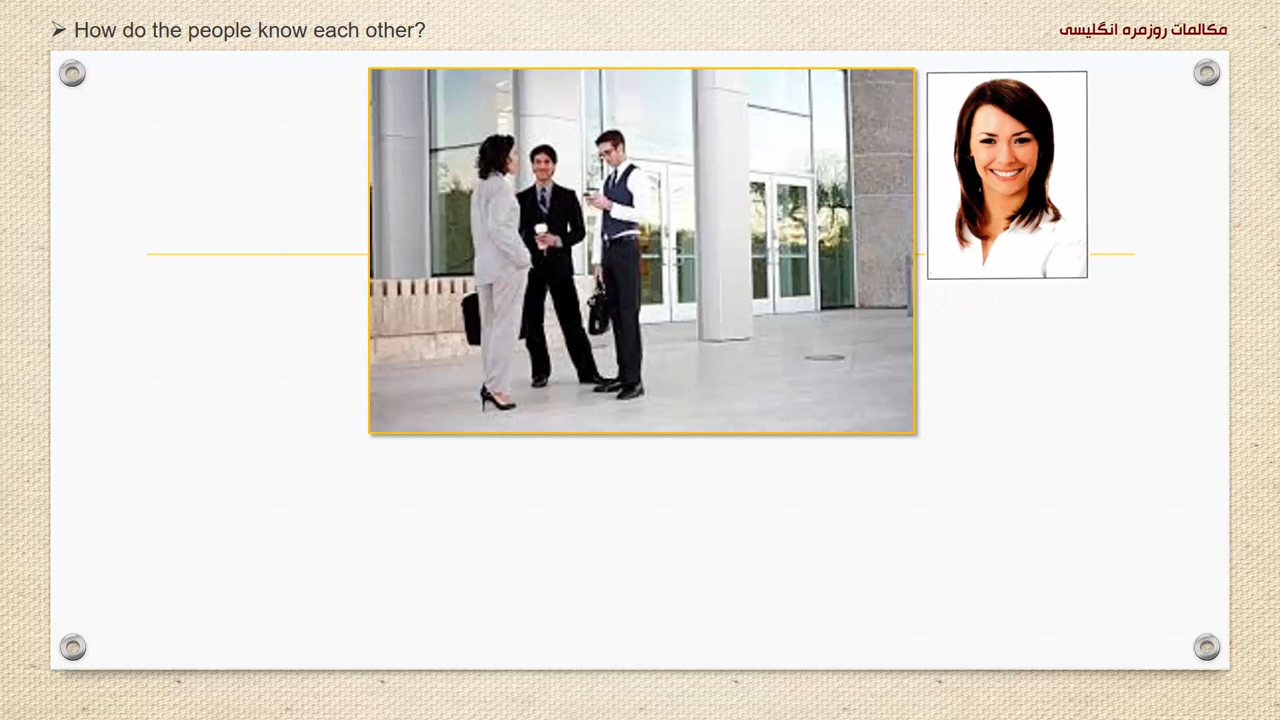 How do the people know each other?
مکالمات روزمره انگلیسی